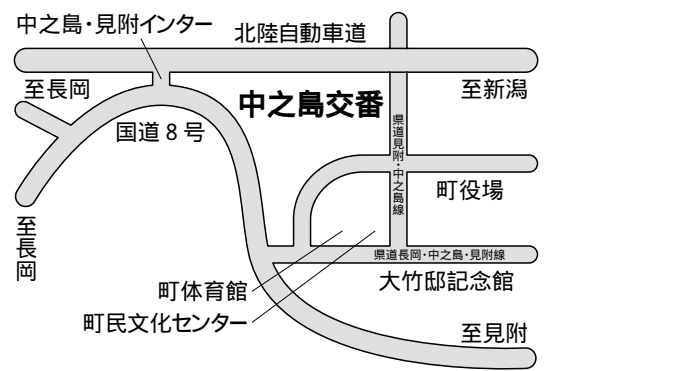 中之島・見附インター
北陸自動車道
至長岡
至新潟
中之島交番
国道8号
県道見附・中之島線
町役場
至長岡
県道長岡・中之島・見附線
大竹邸記念館
町体育館
町民文化センター
至見附